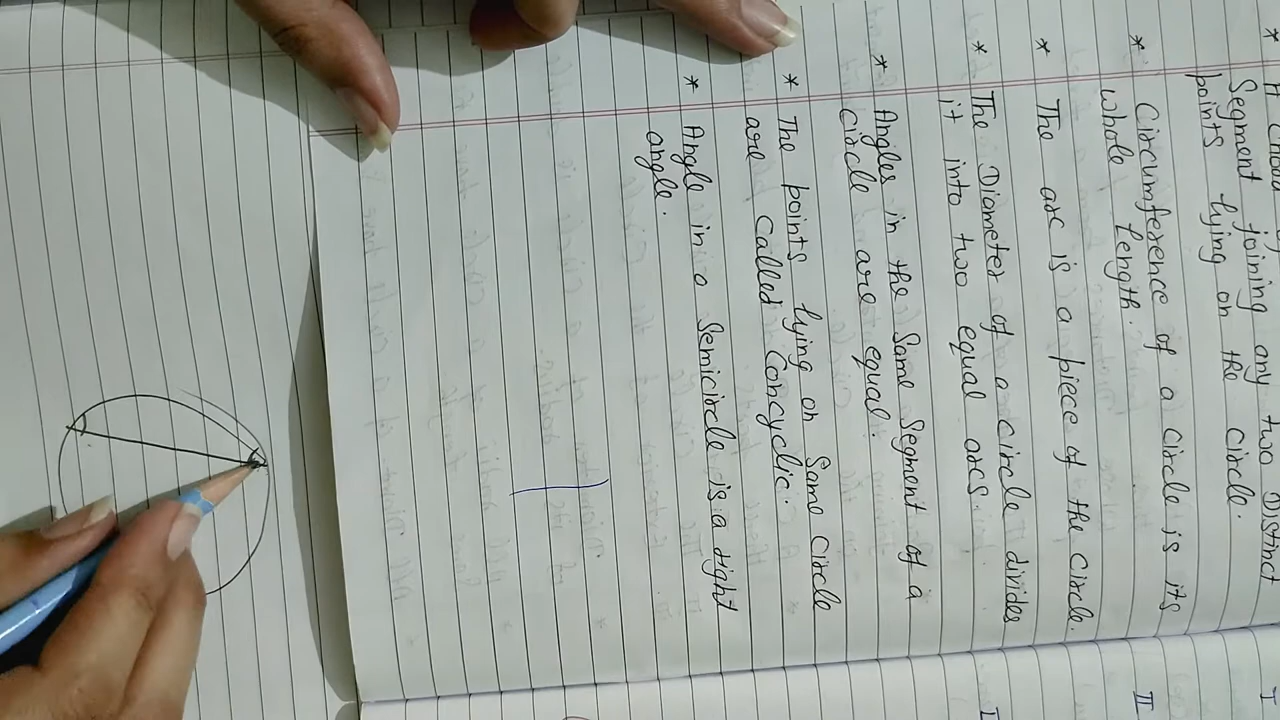 * A Chord
Segment joining any two Distinct
points lying on the circle.
* Circumference of a circle is its
whole length.
* The arc is a piece of the circle.
* The Diameter of a circle divides
it into two equal arcs.
* Angles in the Same Segment of a
circle are equal.
* The points lying on Same circle
are called Concyclic.
* Angle in a Semicircle is a right
angle.
I
II
I